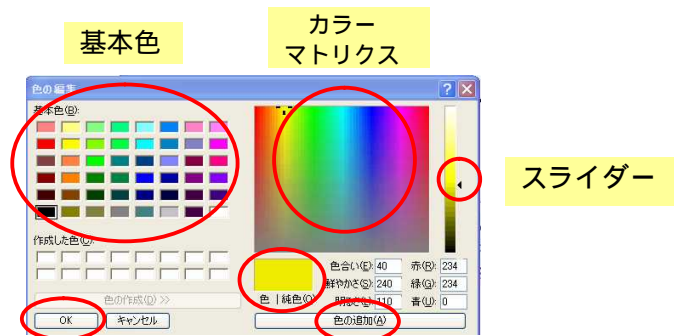 基本色
カラー
マトリクス
スライダー
色の編集
基本色(B):
作成した色(C):
色の作成(D) >>
OK
キャンセル
色 | 純色(O)
色合い(E): 40
鮮やかさ(S): 240
明るさ(L): 110
赤(R): 234
緑(G): 234
青(U): 0
色の追加(A)